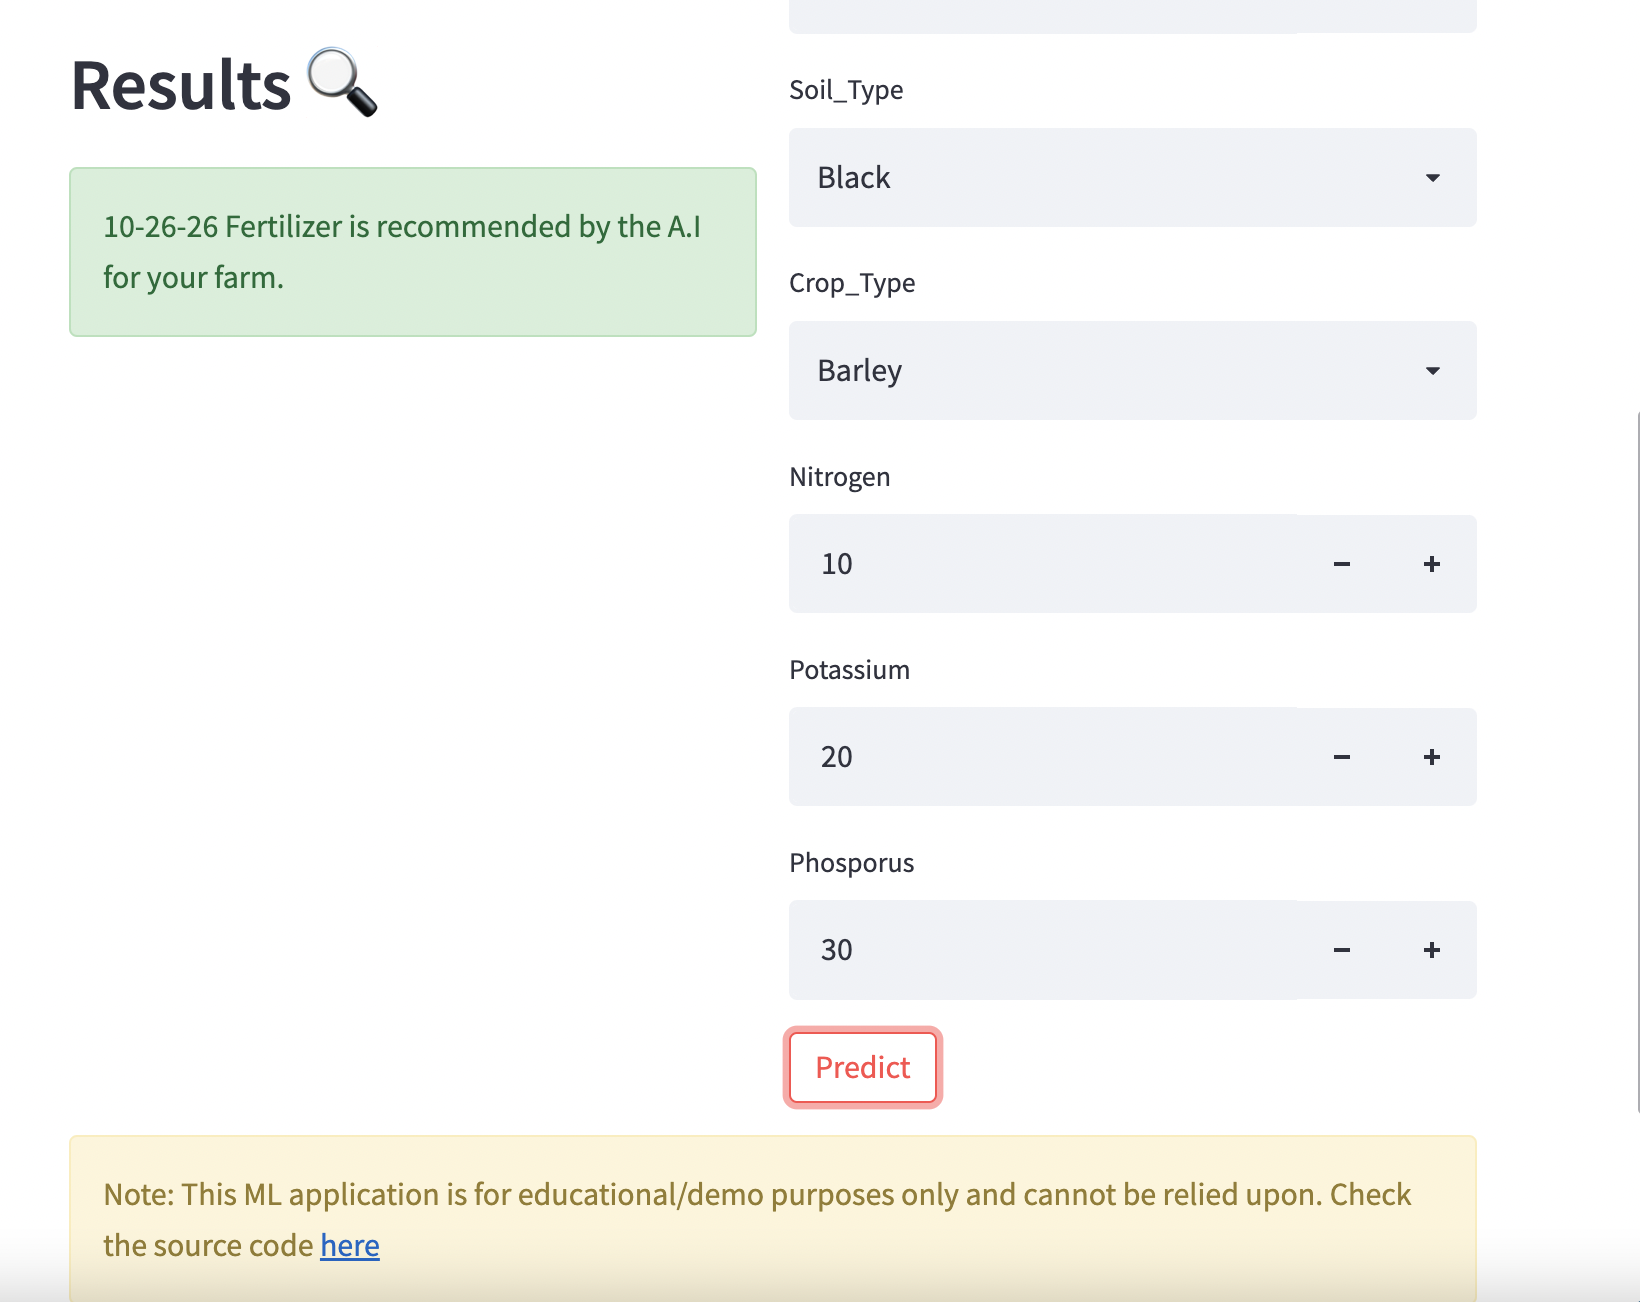 Results
10-26-26 Fertilizer is recommended by the A.I
for your farm.
Soil_Type
Black
Crop_Type
Barley
Nitrogen
10
Potassium
20
Phosporus
30
Predict
Note: This ML application is for educational/demo purposes only and cannot be relied upon. Check
the source code here